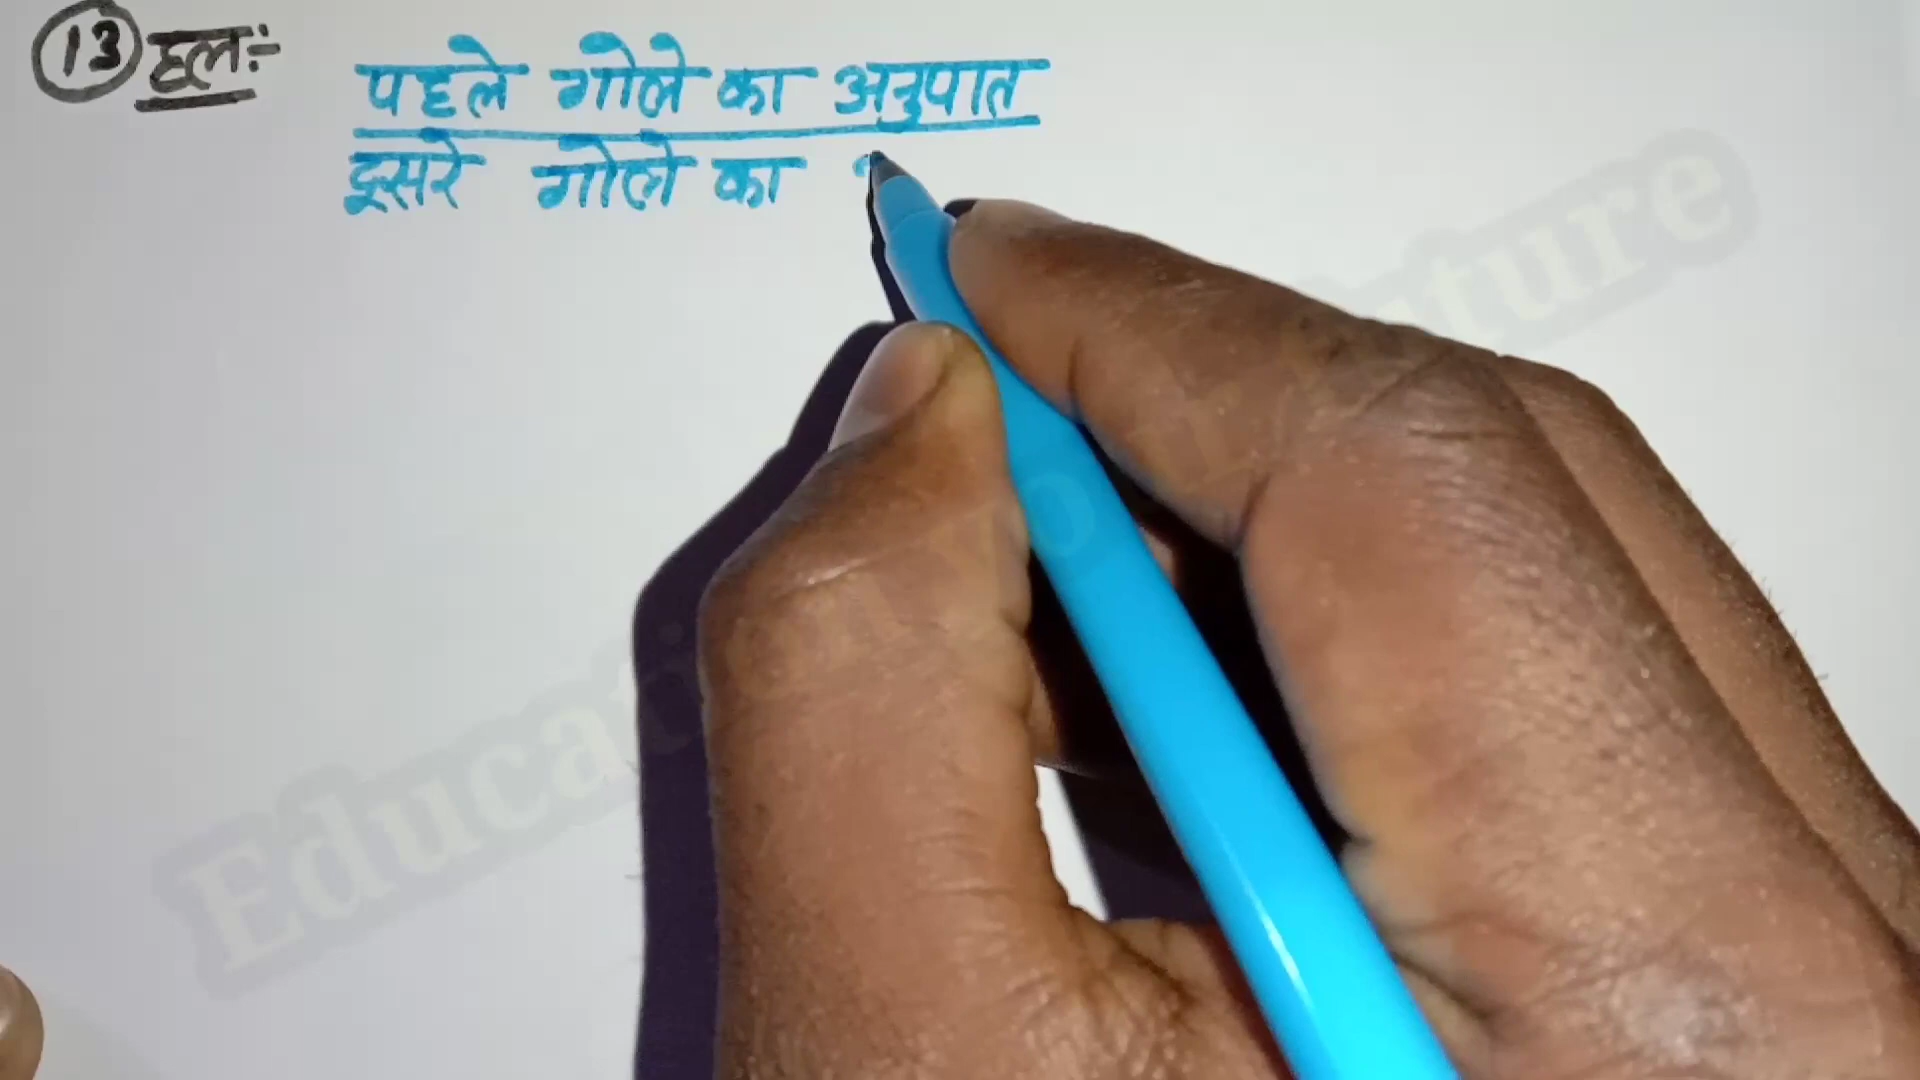 13 हल:-
पहले गोले का अनुपात
दूसरे गोले का